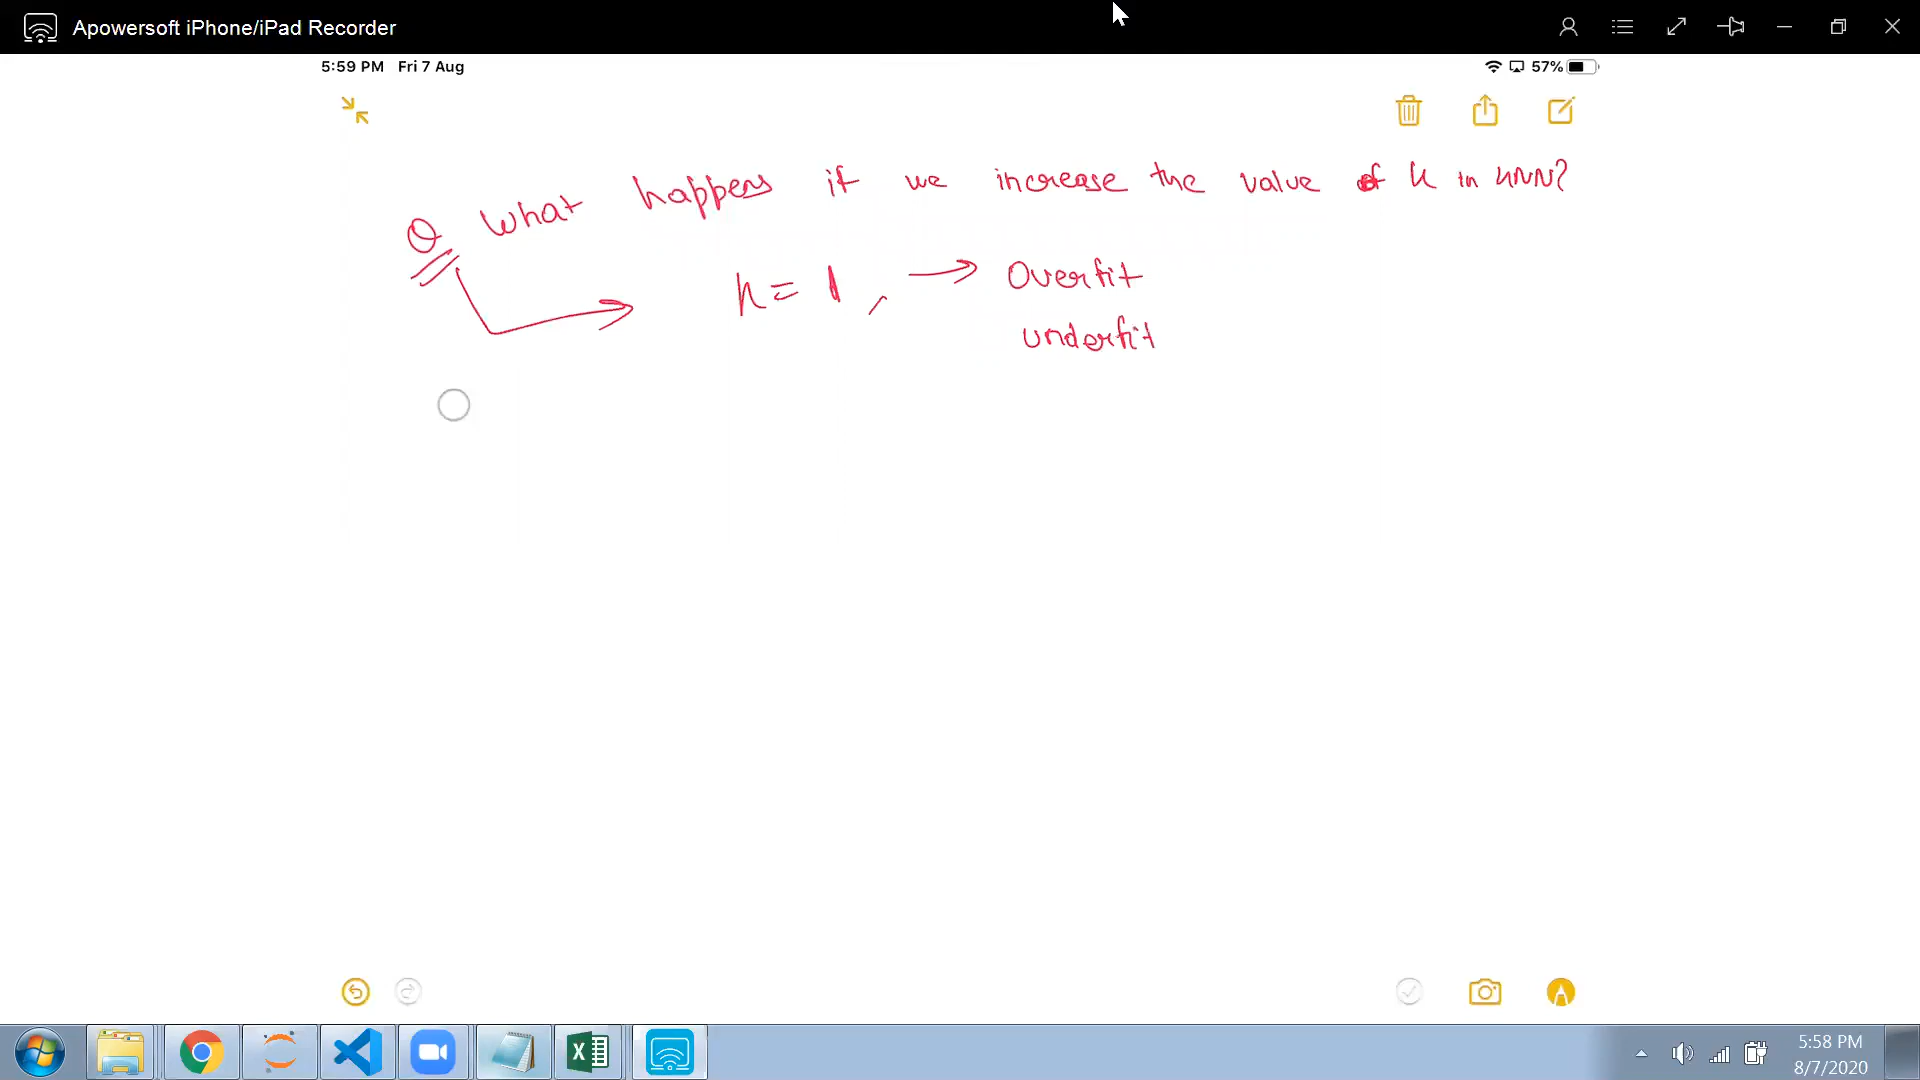 Apowersoft iPhone/iPad Recorder
5:59 PM Fri 7 Aug
57%
Q What happens if we increase the value of k in KNN?
k = 1, → Overfit
underfit
5:58 PM
8/7/2020